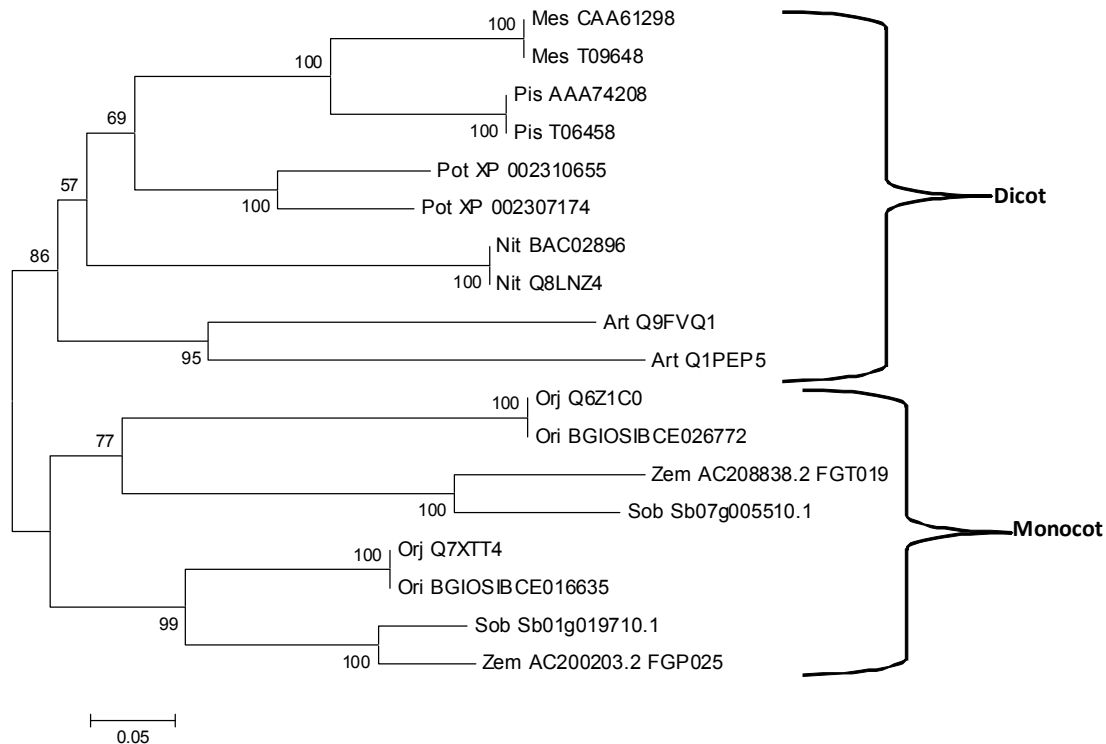 100
Mes CAA61298
Mes T09648
100
Pis AAA74208
100
Pis T06458
69
Pot XP 002310655
57
100
Pot XP 002307174
Dicot
Nit BAC02896
86
100
Nit Q8LNZ4
Art Q9FVQ1
95
Art Q1PEP5
100
Orj Q6Z1C0
77
Ori BGIOSIBCE026772
Zem AC208838.2 FGT019
100
Sob Sb07g005510.1
Monocot
100
Orj Q7XTT4
Ori BGIOSIBCE016635
99
Sob Sb01g019710.1
100
Zem AC200203.2 FGP025
0.05